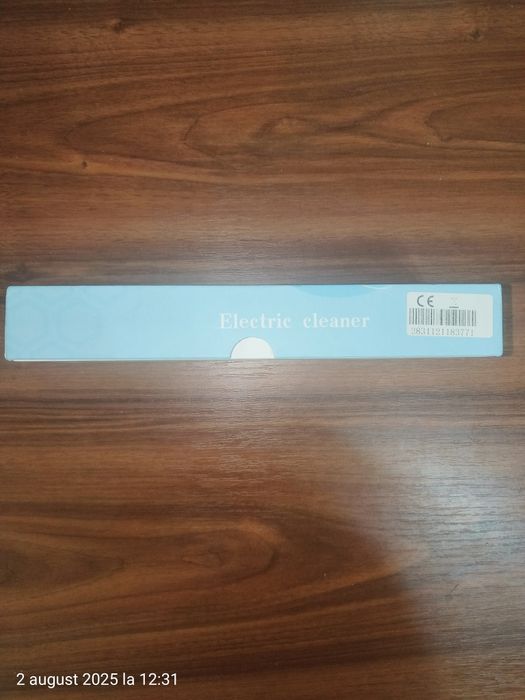 Electric cleaner
CE
2831121183771
2 august 2025 la 12:31